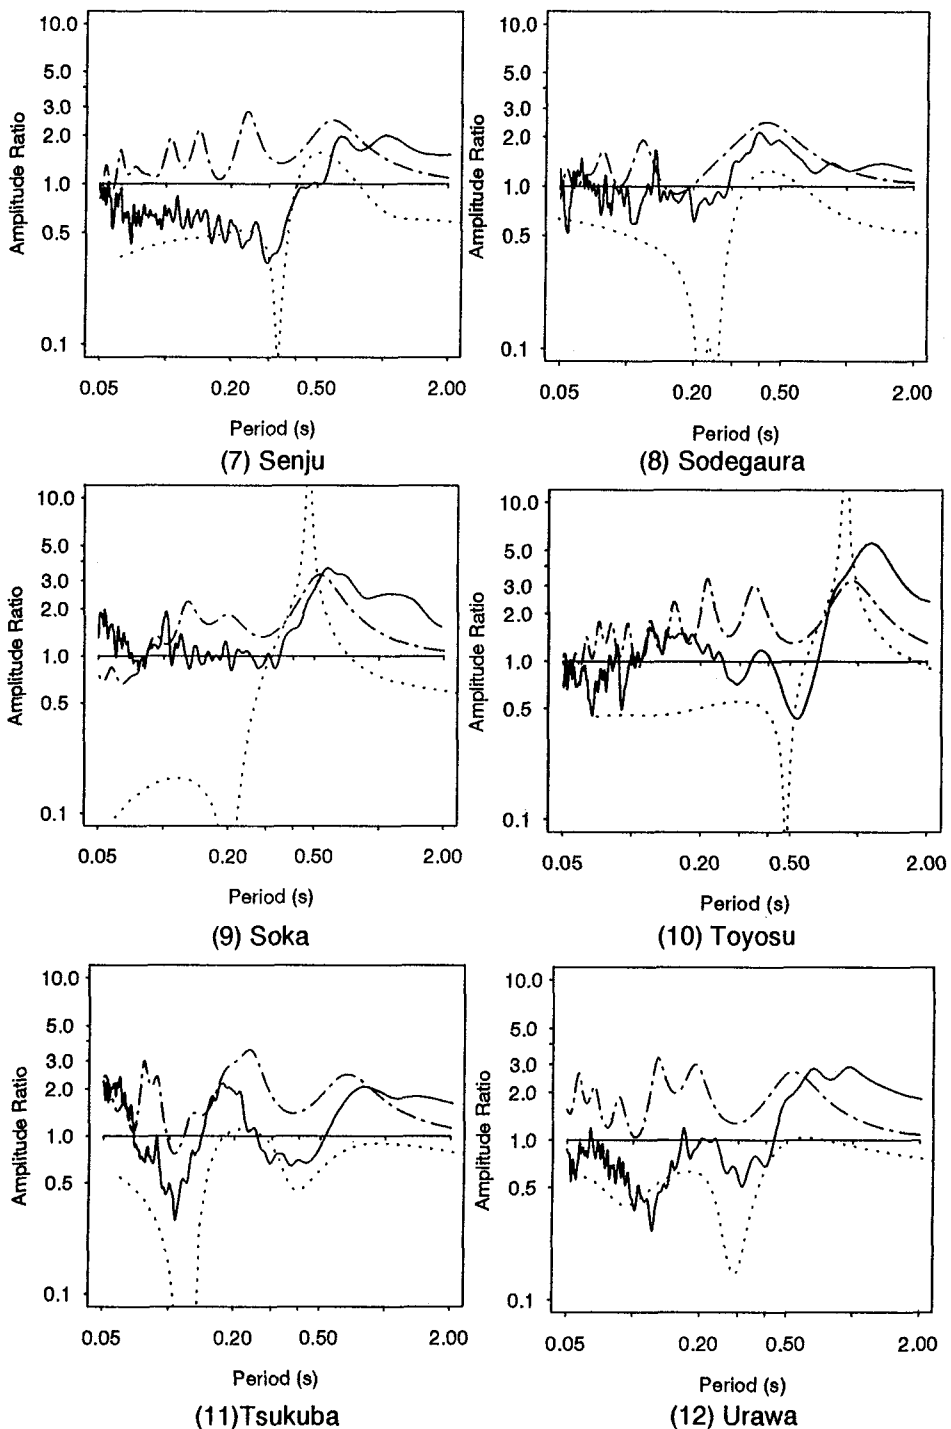 10.0
5.0
3.0
2.0
1.0
0.5
0.1
Amplitude Ratio
0.05 0.20 0.50 2.00
Period (s)
(7) Senju
10.0
5.0
3.0
2.0
1.0
0.5
0.1
Amplitude Ratio
0.05 0.20 0.50 2.00
Period (s)
(8) Sodegaura
10.0
5.0
3.0
2.0
1.0
0.5
0.1
Amplitude Ratio
0.05 0.20 0.50 2.00
Period (s)
(9) Soka
10.0
5.0
3.0
2.0
1.0
0.5
0.1
Amplitude Ratio
0.05 0.20 0.50 2.00
Period (s)
(10) Toyosu
10.0
5.0
3.0
2.0
1.0
0.5
0.1
Amplitude Ratio
0.05 0.20 0.50 2.00
Period (s)
(11)Tsukuba
10.0
5.0
3.0
2.0
1.0
0.5
0.1
Amplitude Ratio
0.05 0.20 0.50 2.00
Period (s)
(12) Urawa